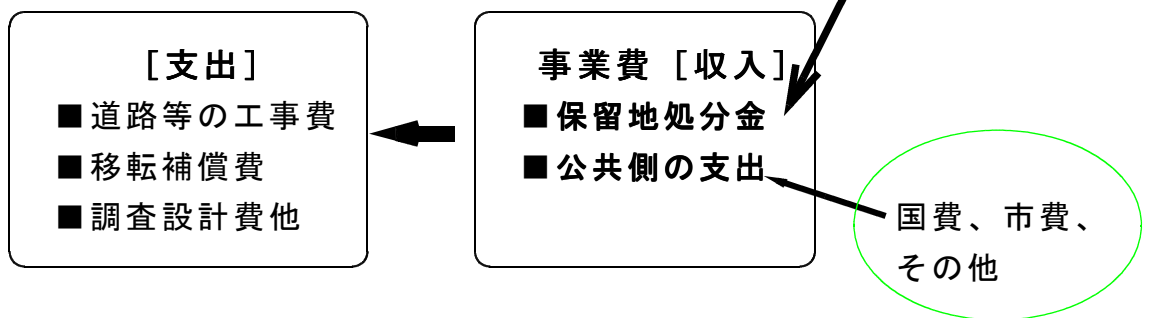 [支出]
■道路等の工事費
■移転補償費
■調査設計費他
事業費 [収入]
■保留地処分金
■公共側の支出
国費、市費、
その他